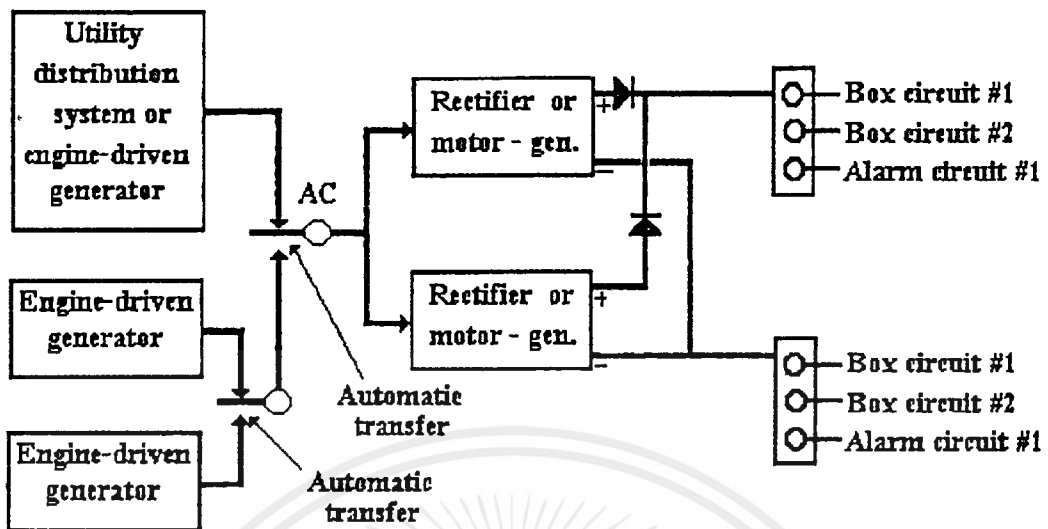 Utility
distribution
system or
engine-driven
generator
AC
Engine-driven
generator
Engine-driven
generator
Automatic
transfer
Automatic
transfer
Rectifier or
motor - gen.
+
−
Rectifier or
motor - gen.
+
−
Box circuit #1
Box circuit #2
Alarm circuit #1
Box circuit #1
Box circuit #2
Alarm circuit #1